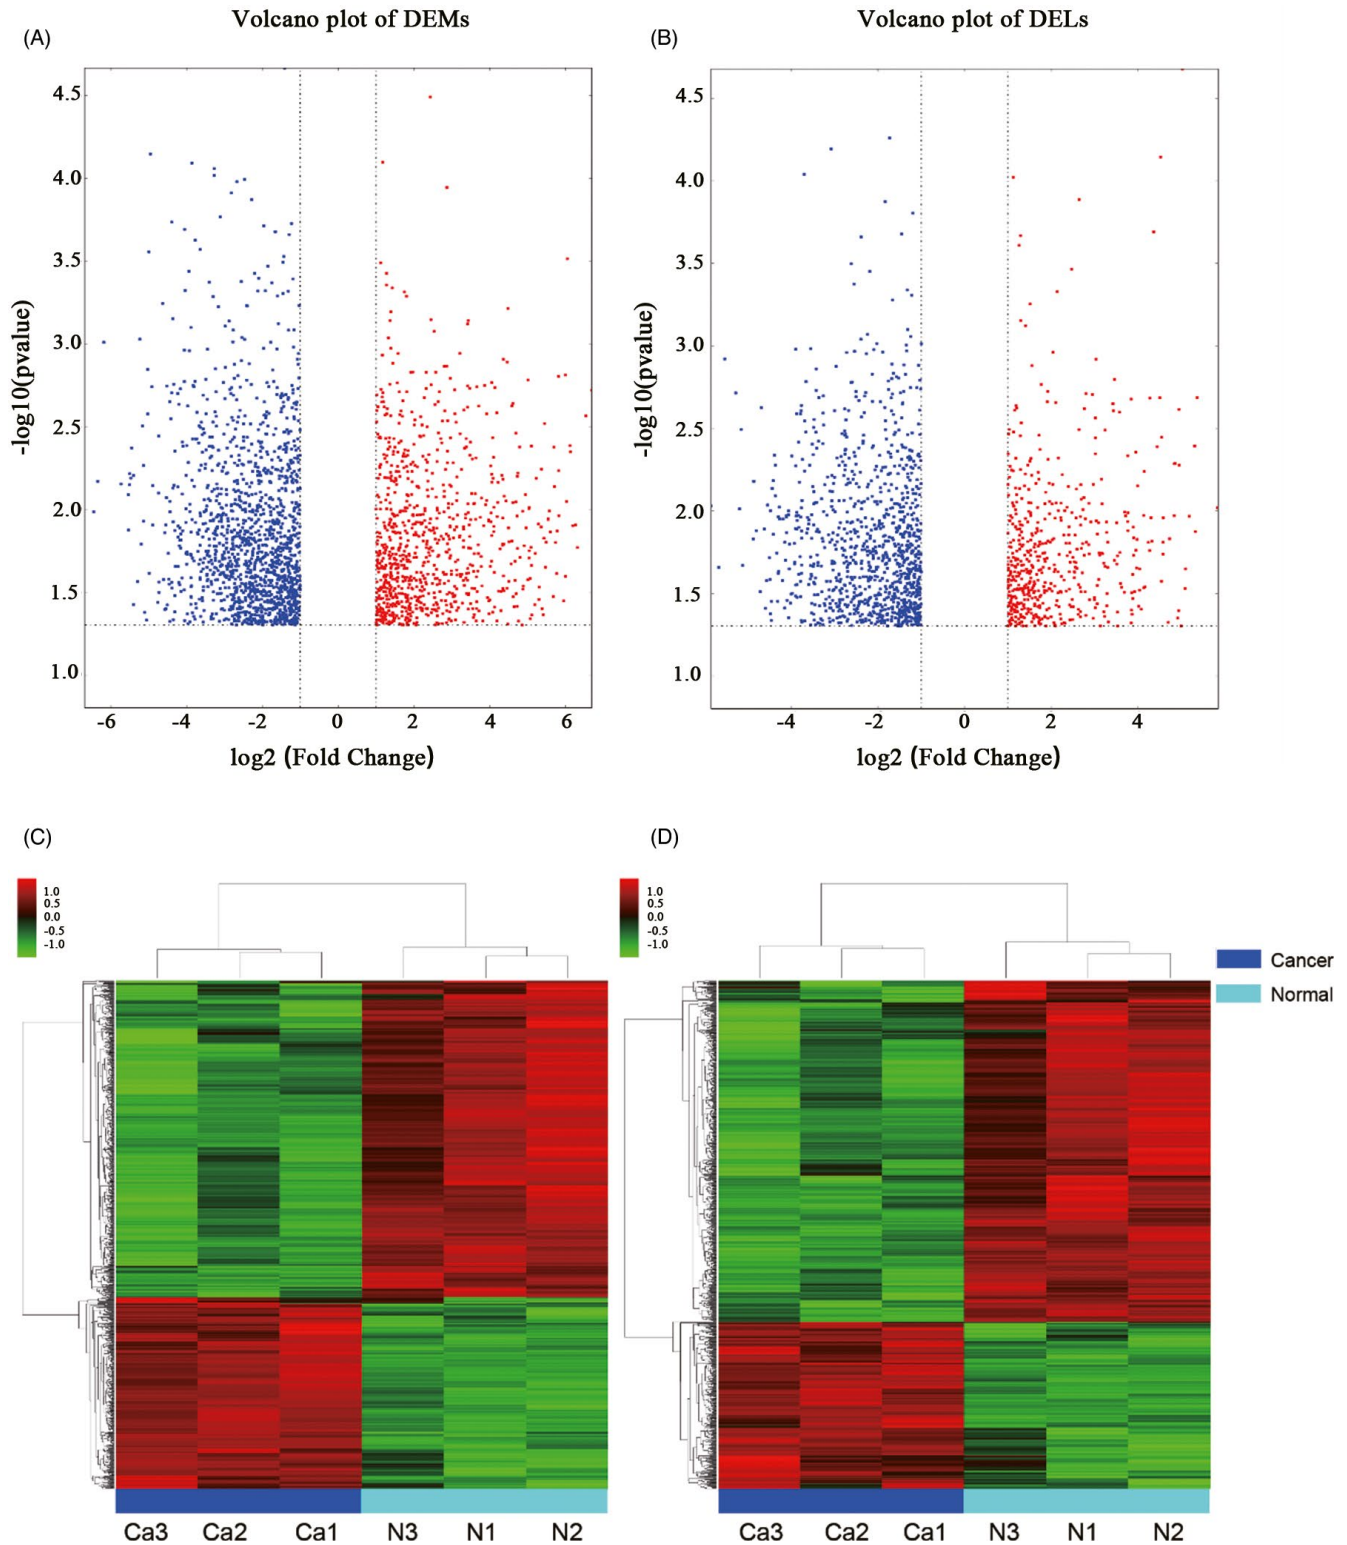 Volcano plot of DEMs
Volcano plot of DELs
(A)
(B)
4.5
4.0
3.5
3.0
2.5
2.0
1.5
1.0
-log10(pvalue)
-6 -4 -2 0 2 4 6
log2 (Fold Change)
4.5
4.0
3.5
3.0
2.5
2.0
1.5
1.0
-log10(pvalue)
-4 -2 0 2 4
log2 (Fold Change)
(C)
1.0
0.5
0.0
-0.5
-1.0
Ca3 Ca2 Ca1 N3 N1 N2
(D)
1.0
0.5
0.0
-0.5
-1.0
Cancer
Normal
Ca3 Ca2 Ca1 N3 N1 N2